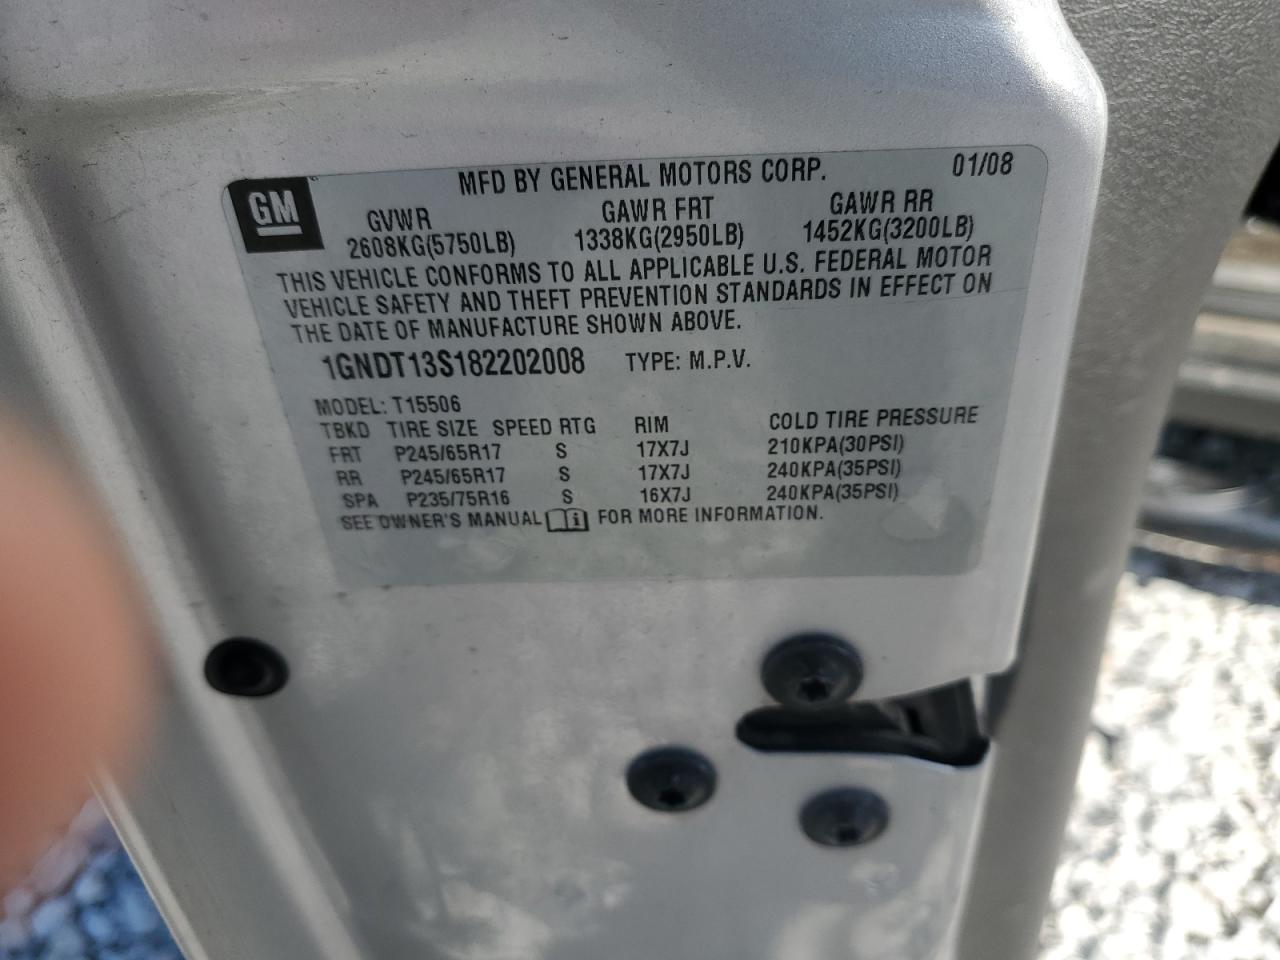 GM
MFD BY GENERAL MOTORS CORP. 01/08
GVWR GAWR FRT GAWR RR
2608KG(5750LB) 1338KG(2950LB) 1452KG(3200LB)
THIS VEHICLE CONFORMS TO ALL APPLICABLE U.S. FEDERAL MOTOR
VEHICLE SAFETY AND THEFT PREVENTION STANDARDS IN EFFECT ON
THE DATE OF MANUFACTURE SHOWN ABOVE.
1GNDT13S182202008 TYPE: M.P.V.
MODEL: T15506
TBKD TIRE SIZE SPEED RTG RIM COLD TIRE PRESSURE
FRT P245/65R17 S 17X7J 210KPA(30PSI)
RR P245/65R17 S 17X7J 240KPA(35PSI)
SPA P235/75R16 S 16X7J 240KPA(35PSI)
SEE OWNER'S MANUAL i FOR MORE INFORMATION.